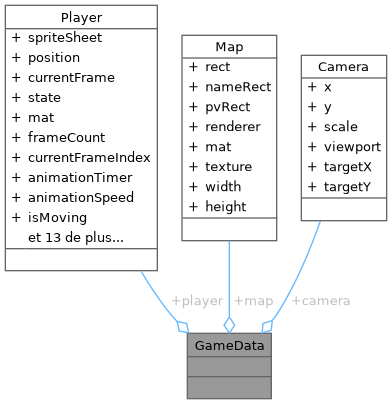 Player
+ spriteSheet
+ position
+ currentFrame
+ state
+ mat
+ frameCount
+ currentFrameIndex
+ animationTimer
+ animationSpeed
+ isMoving
et 13 de plus...
Map
+ rect
+ nameRect
+ pvRect
+ renderer
+ mat
+ texture
+ width
+ height
Camera
+ x
+ y
+ scale
+ viewport
+ targetX
+ targetY
+player
+map
+camera
GameData